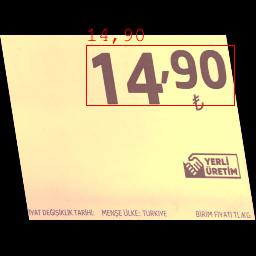 14,90
14,90 ₺
YERLİ
ÜRETİM
İYAT DEĞİŞİKLİK TARİHİ: MENŞE ÜLKE: TÜRKİYE BİRİM FİYATI TL/KG